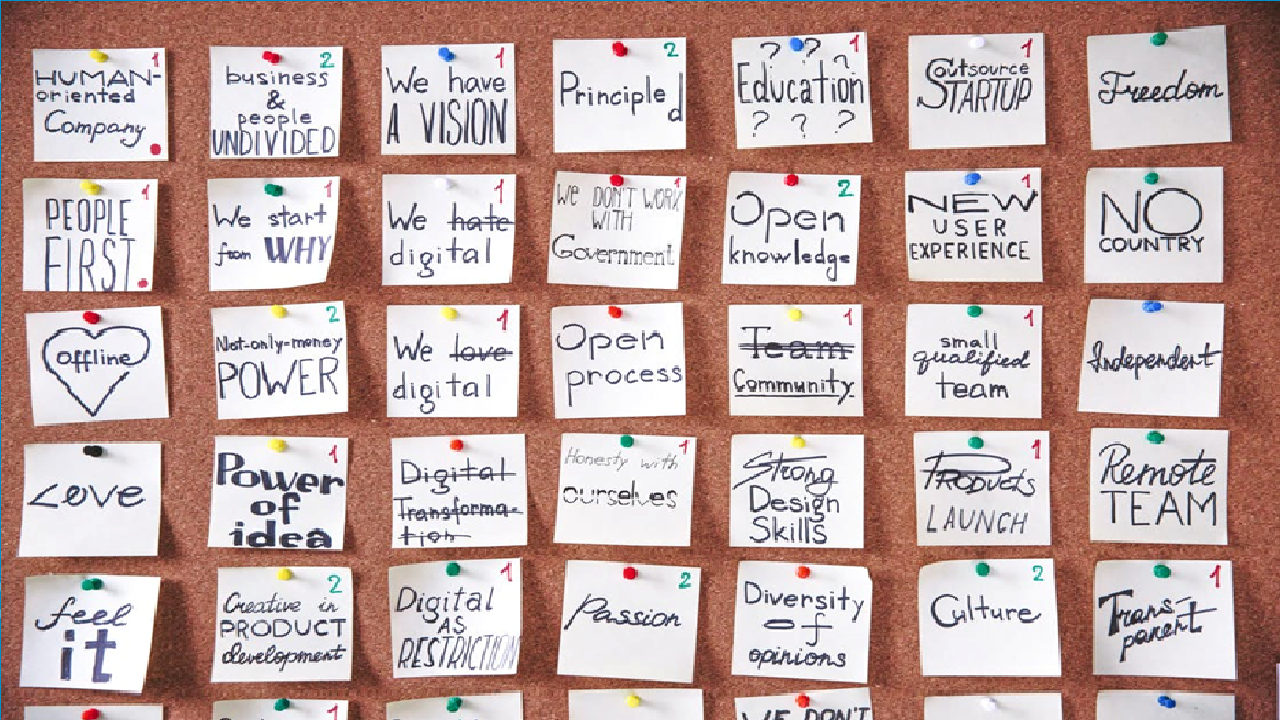 HUMAN- 1
oriented
Company
business 2
&
people
UNDIVIDED
We have 1
A VISION
Principled 2
? ? ? 1
Education
? ? ?
Outsource 1
STARTUP
Freedom
PEOPLE 1
FIRST
We start 1
from WHY
We hate 1
digital
We DON'T WORK 1
WITH
Government
Open 2
knowledge
NEW 1
USER
EXPERIENCE
NO
COUNTRY
offline
Not-only-money 2
POWER
We love 1
digital
Open
process
Team 1
Community
small 1
qualified
team
Independent
Love
Power 1
of
idea
Digital
Transforma-
tion
Honesty with 1
ourselves
Strong
Design
Skills
Products 1
LAUNCH
Remote
TEAM
feel
it
Creative in 2
PRODUCT
development
Digital 1
AS
RESTRICTION
Passion 2
Diversity
of
opinions
Culture 2
Trans- 1
parent
1
WE DON'T